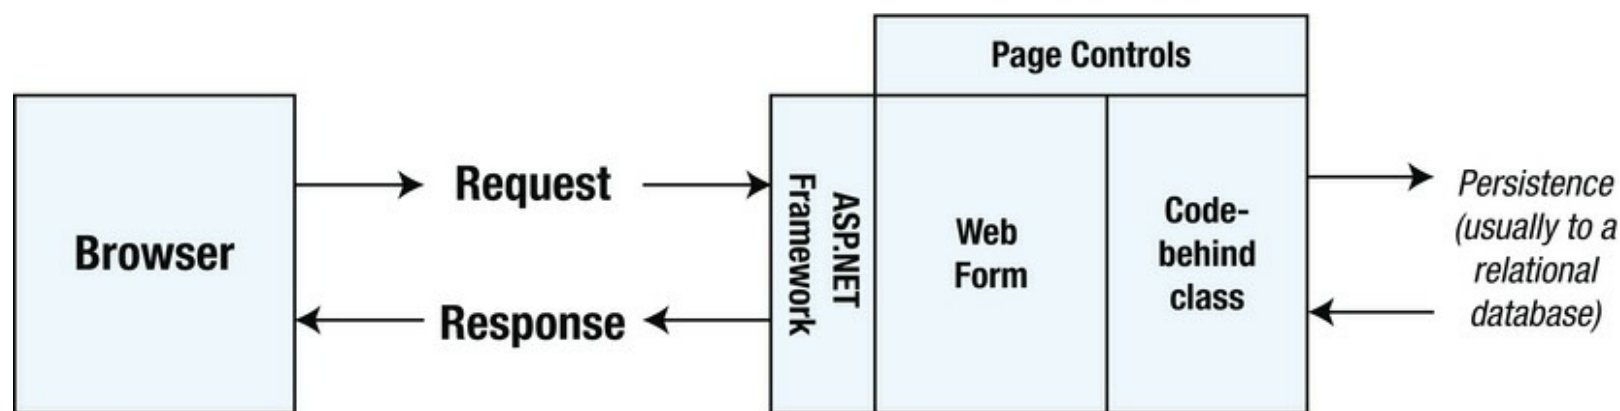 Page Controls
Browser
Request
Response
ASP.NET
Framework
Web
Form
Code-
behind
class
Persistence
(usually to a
relational
database)